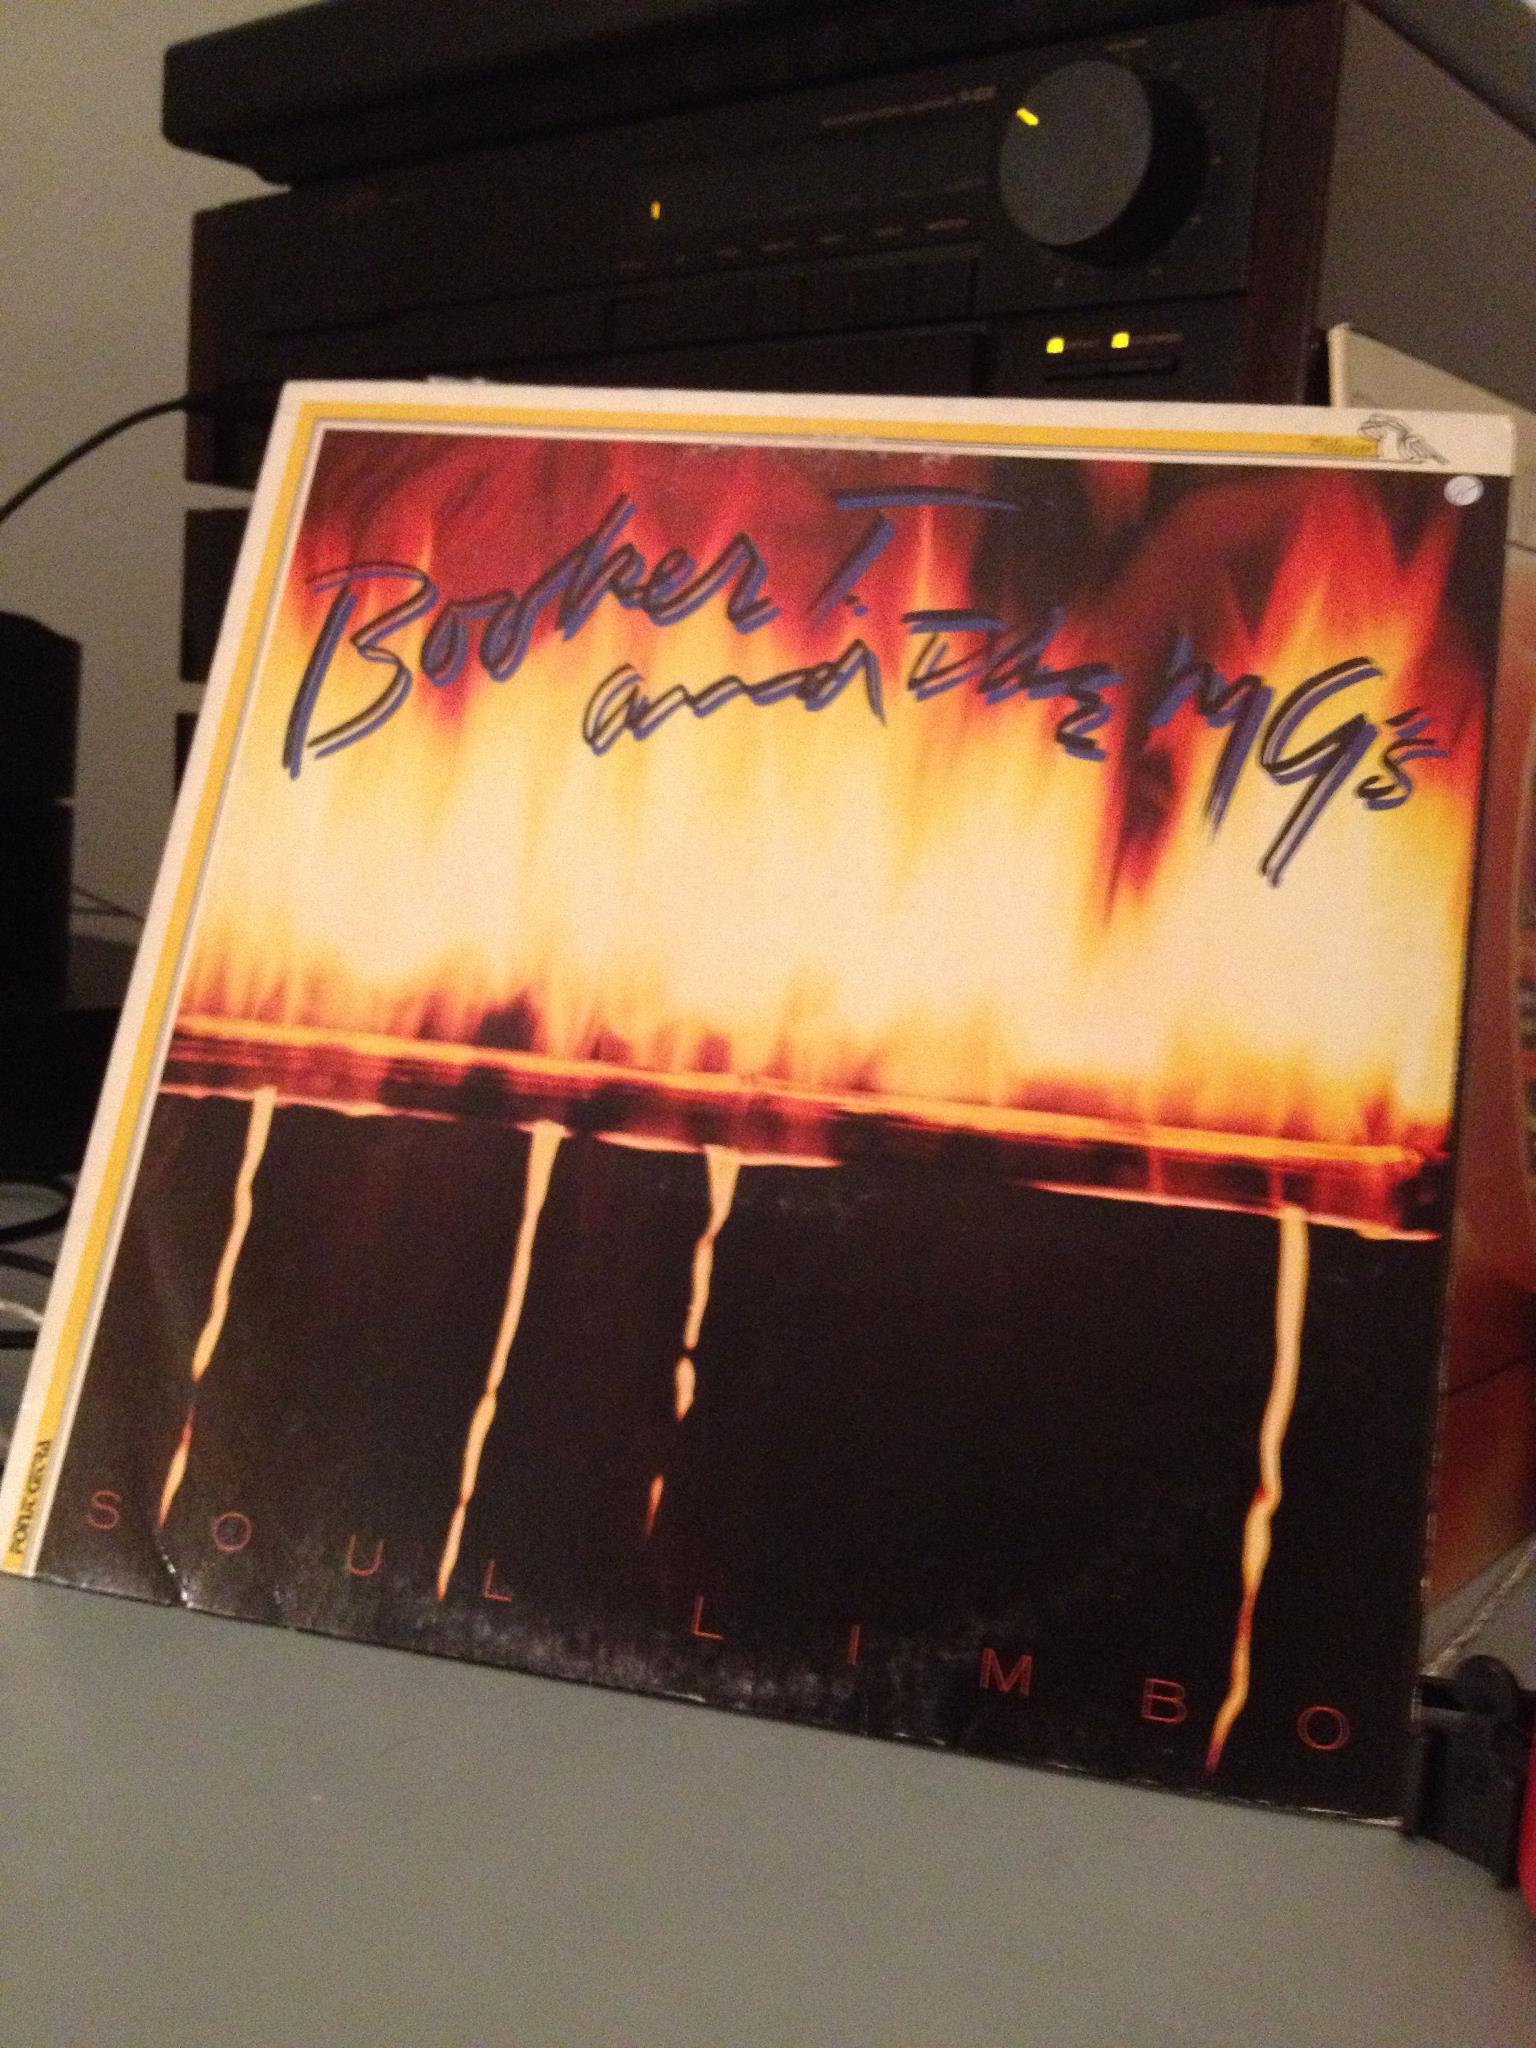 Booker T.
and The MG's
SOUL LIMBO